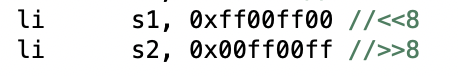 li      s1, 0xff00ff00 //<<8
li      s2, 0x00ff00ff //>>8